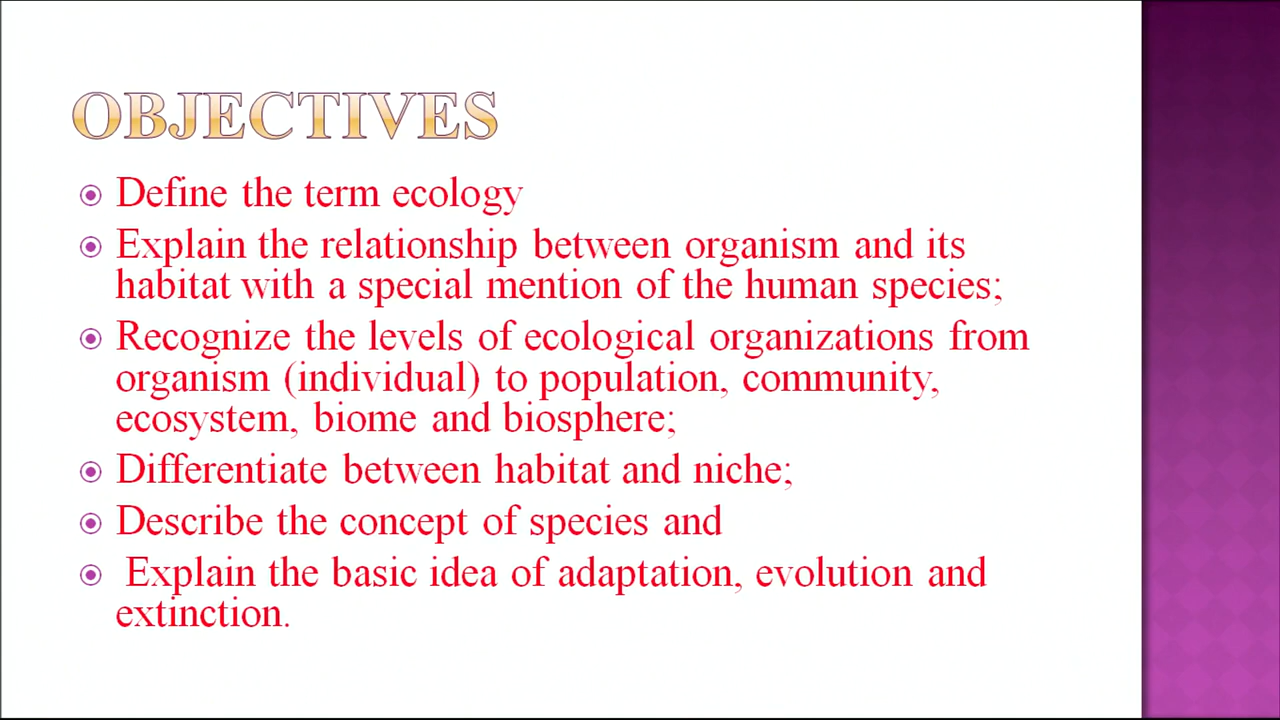 OBJECTIVES
Define the term ecology
Explain the relationship between organism and its
habitat with a special mention of the human species;
Recognize the levels of ecological organizations from
organism (individual) to population, community,
ecosystem, biome and biosphere;
Differentiate between habitat and niche;
Describe the concept of species and
Explain the basic idea of adaptation, evolution and
extinction.